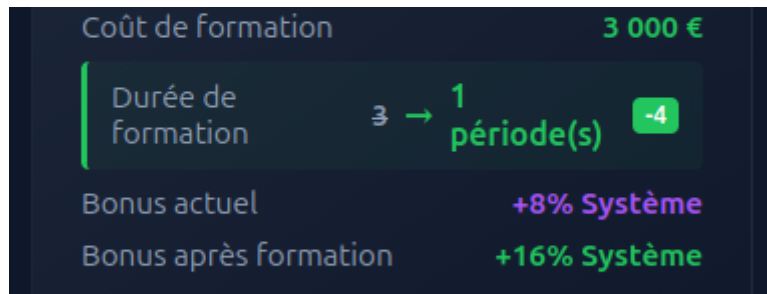 Coût de formation 3 000 €
Durée de formation 3 → 1 période(s) -4
Bonus actuel +8% Système
Bonus après formation +16% Système